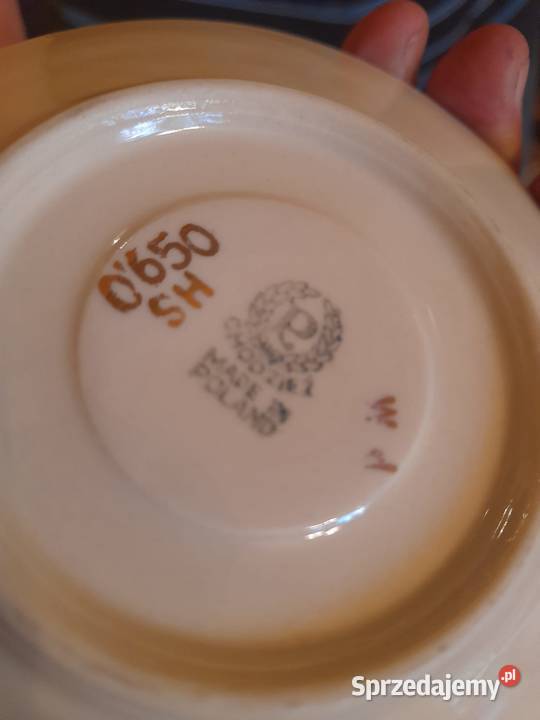 0'650
SH
CHODZIEŻ
MADE IN
POLAND
W
P
Sprzedajemy.pl